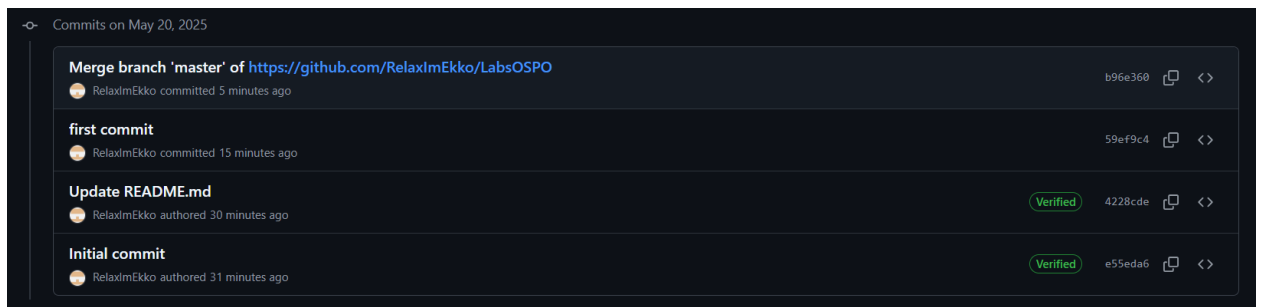 Commits on May 20, 2025
Merge branch 'master' of https://github.com/RelaxImEkko/LabsOSPO
b96e360
RelaxImEkko committed 5 minutes ago
first commit
59ef9c4
RelaxImEkko committed 15 minutes ago
Update README.md
Verified 4228cde
RelaxImEkko authored 30 minutes ago
Initial commit
Verified e55eda6
RelaxImEkko authored 31 minutes ago